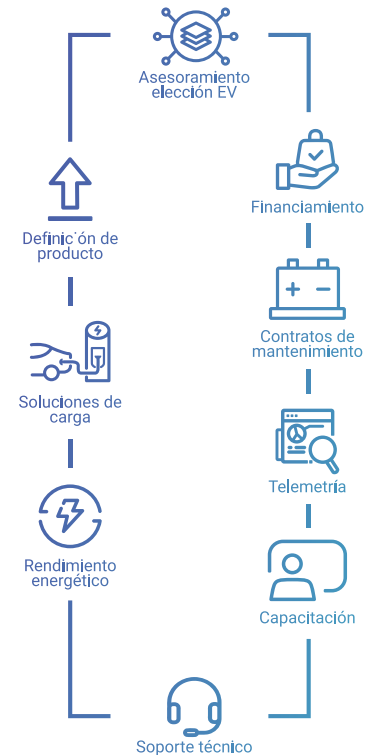 Asesoramiento
elección EV
Definic´ón de
producto
Soluciones de
carga
Rendimiento
energético
Financiamiento
Contratos de
mantenimiento
Telemetría
Capacitación
Soporte técnico